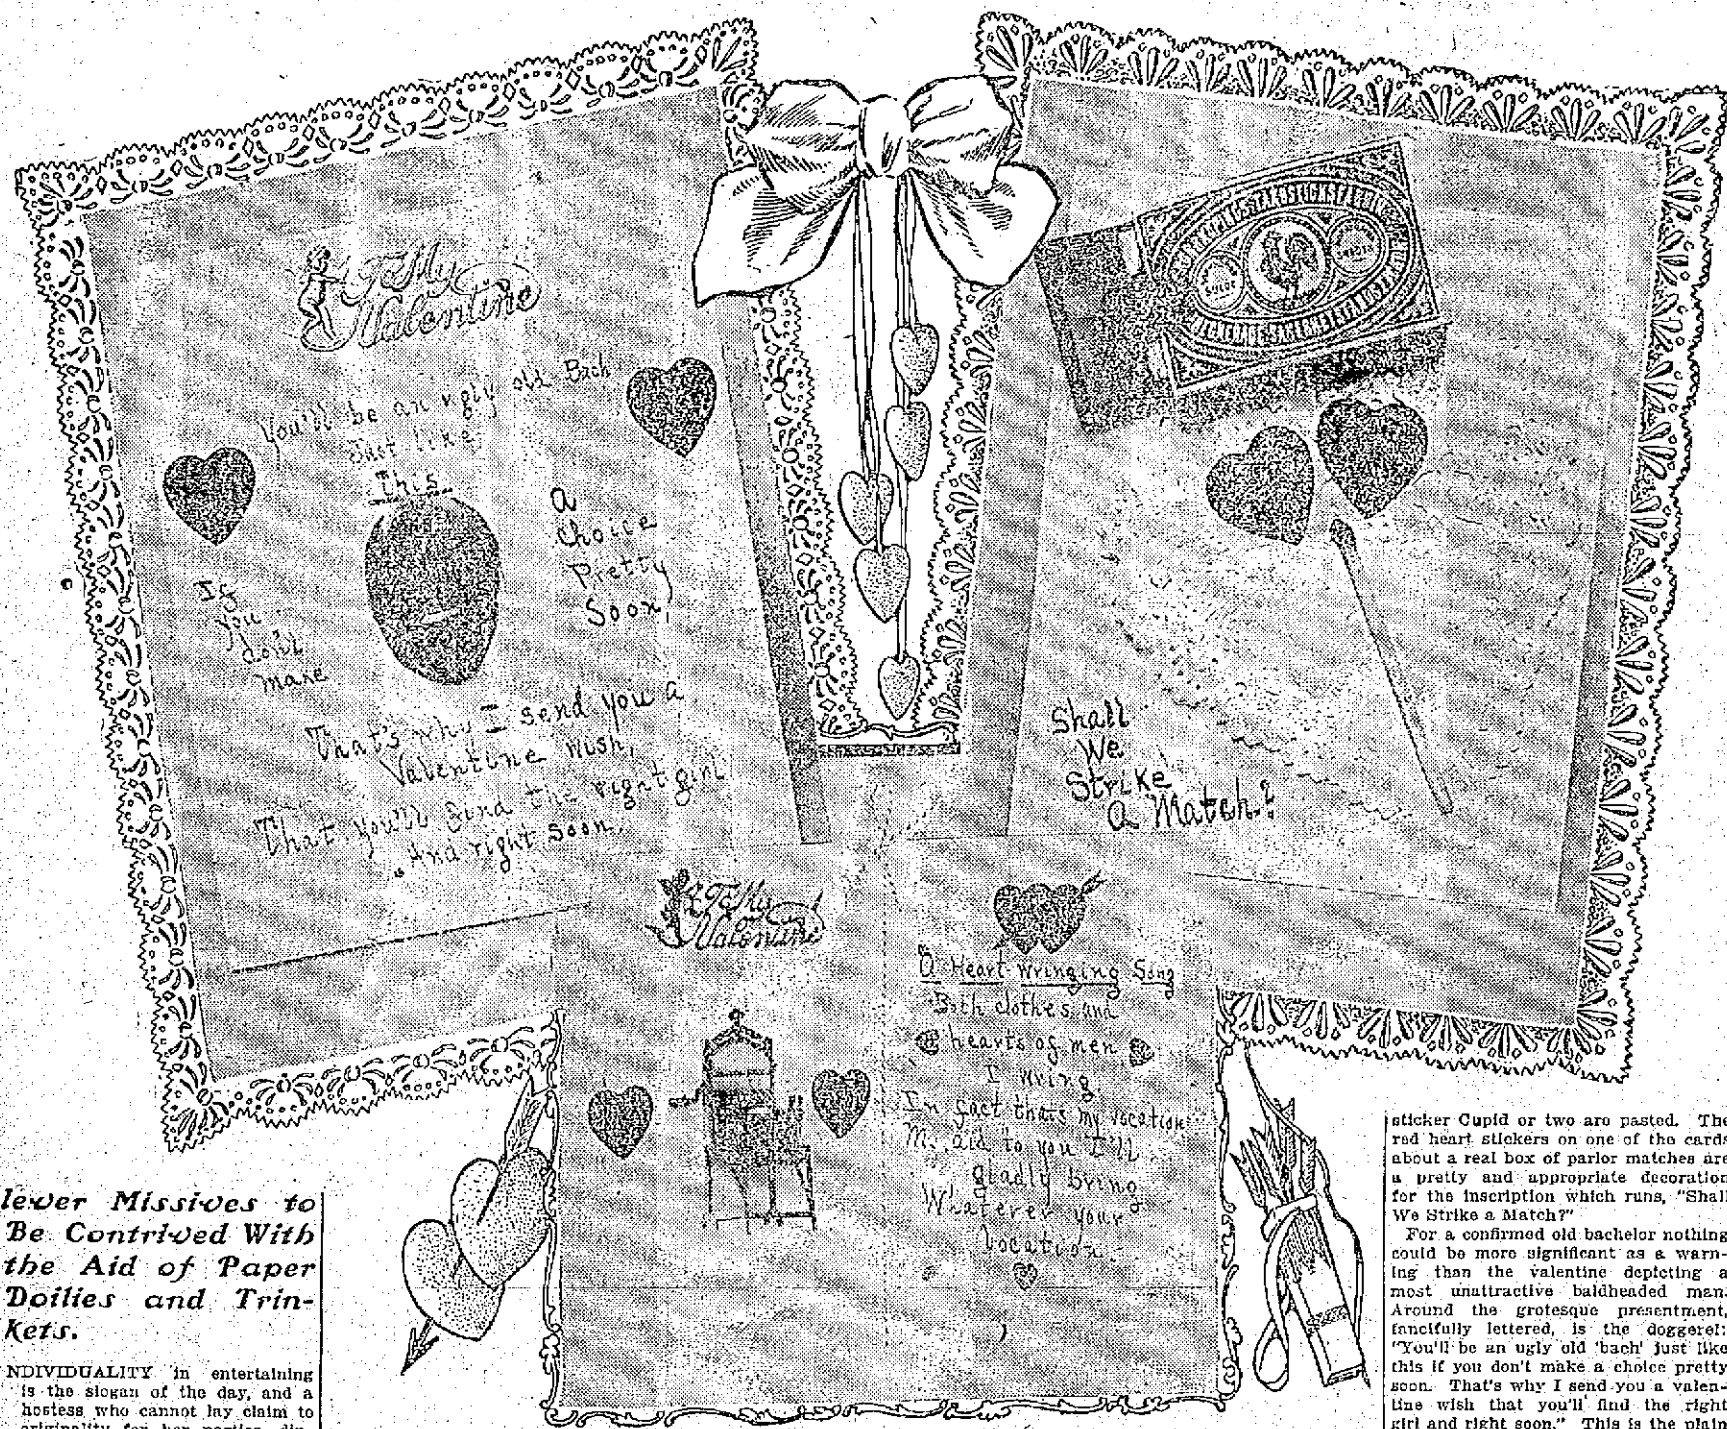 To My
Valentine
You'll be an ugly old Bach
Just like
this
If
you
don't
make
a
choice
Pretty
Soon,
That's why I send you a
Valentine wish,
That you'll find the right girl
And right soon.
Shall
We
Strike
A Match?
To My
Valentine
A Heart Wringing Song
Both clothes and
hearts of men
I wring
In fact thats my vocation
My aid to you I'll
gladly bring
Whatever your
location
lever Missives to
Be Contrived With
the Aid of Paper
Doilies and Trin-
kets.
NDIVIDUALITY in entertaining
is the slogan of the day, and a
hostess who cannot lay claim to
originality for her parties, din-
sticker Cupid or two are pasted. The
red heart stickers on one of the cards
about a real box of parlor matches are
a pretty and appropriate decoration
for the inscription which runs, "Shall
We Strike a Match?"
For a confirmed old bachelor nothing
could be more significant as a warn-
ing than the valentine depicting a
most unattractive baldheaded man.
Around the grotesque presentment,
fancifully lettered, is the doggerel:
"You'll be an ugly old 'bach' just like
this if you don't make a choice pretty
soon. That's why I send you a valen-
tine wish that you'll find the right
girl and right soon." This is the plain